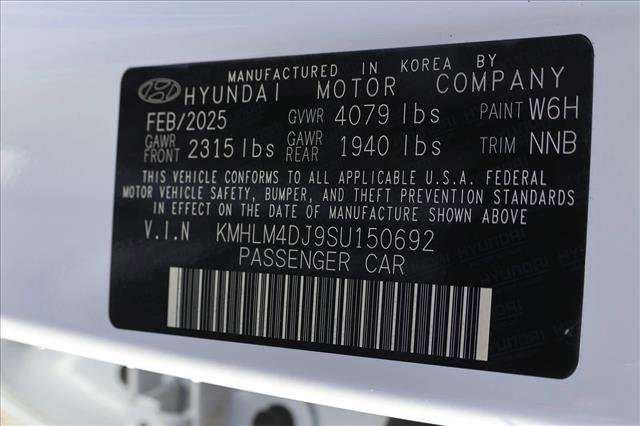 MANUFACTURED IN KOREA BY
HYUNDAI MOTOR COMPANY
FEB/2025 GVWR 4079 lbs PAINT W6H
GAWR FRONT 2315 lbs GAWR REAR 1940 lbs TRIM NNB
THIS VEHICLE CONFORMS TO ALL APPLICABLE U.S.A. FEDERAL
MOTOR VEHICLE SAFETY, BUMPER, AND THEFT PREVENTION STANDARDS
IN EFFECT ON THE DATE OF MANUFACTURE SHOWN ABOVE
V.I.N KMHLM4DJ9SU150692
PASSENGER CAR